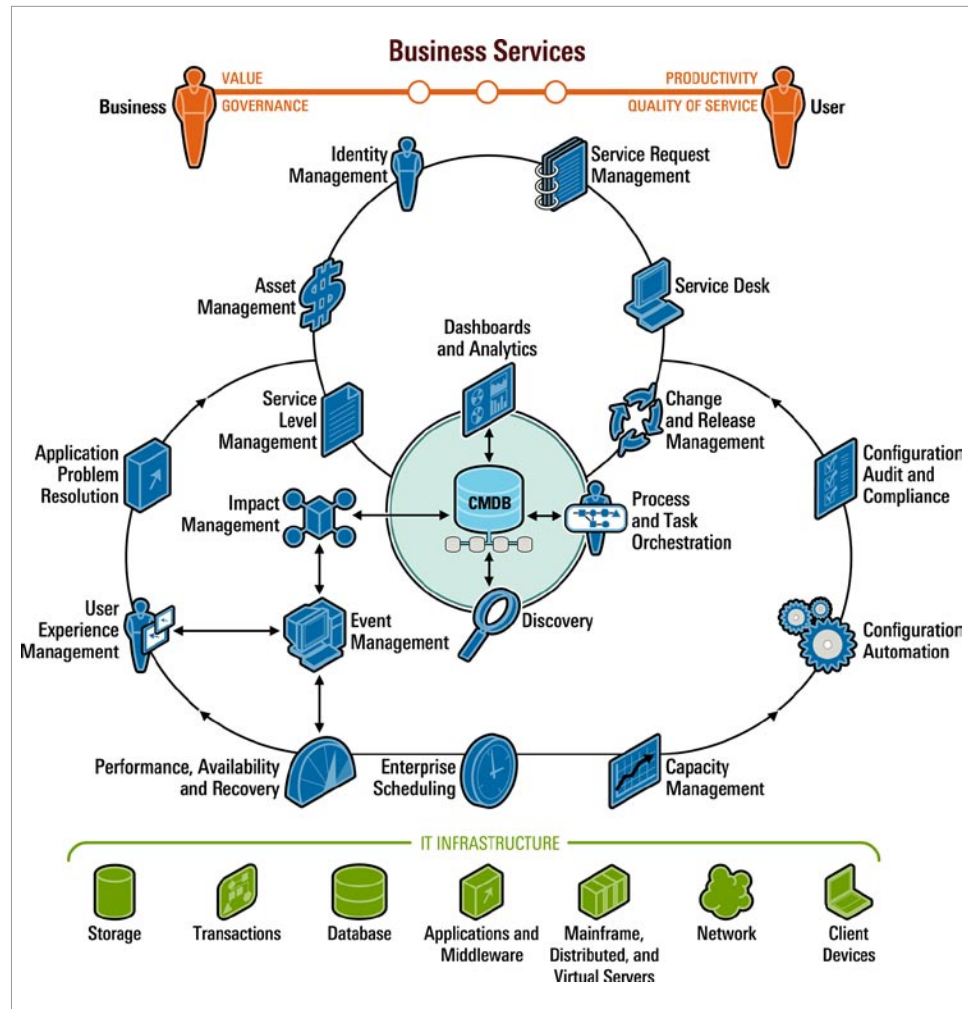 Business Services
VALUE
PRODUCTIVITY
Business
User
GOVERNANCE
QUALITY OF SERVICE
Identity
Management
Service Request
Management
Asset
Management
Service Desk
Dashboards
and Analytics
Service
Level
Management
Change
and Release
Management
Application
Problem
Resolution
Configuration
Audit and
Compliance
Impact
Management
CMDB
Process
and Task
Orchestration
User
Experience
Management
Event
Management
Discovery
Configuration
Automation
Performance, Availability
and Recovery
Enterprise
Scheduling
Capacity
Management
IT INFRASTRUCTURE
Storage
Transactions
Database
Applications and
Middleware
Mainframe,
Distributed, and
Virtual Servers
Network
Client
Devices